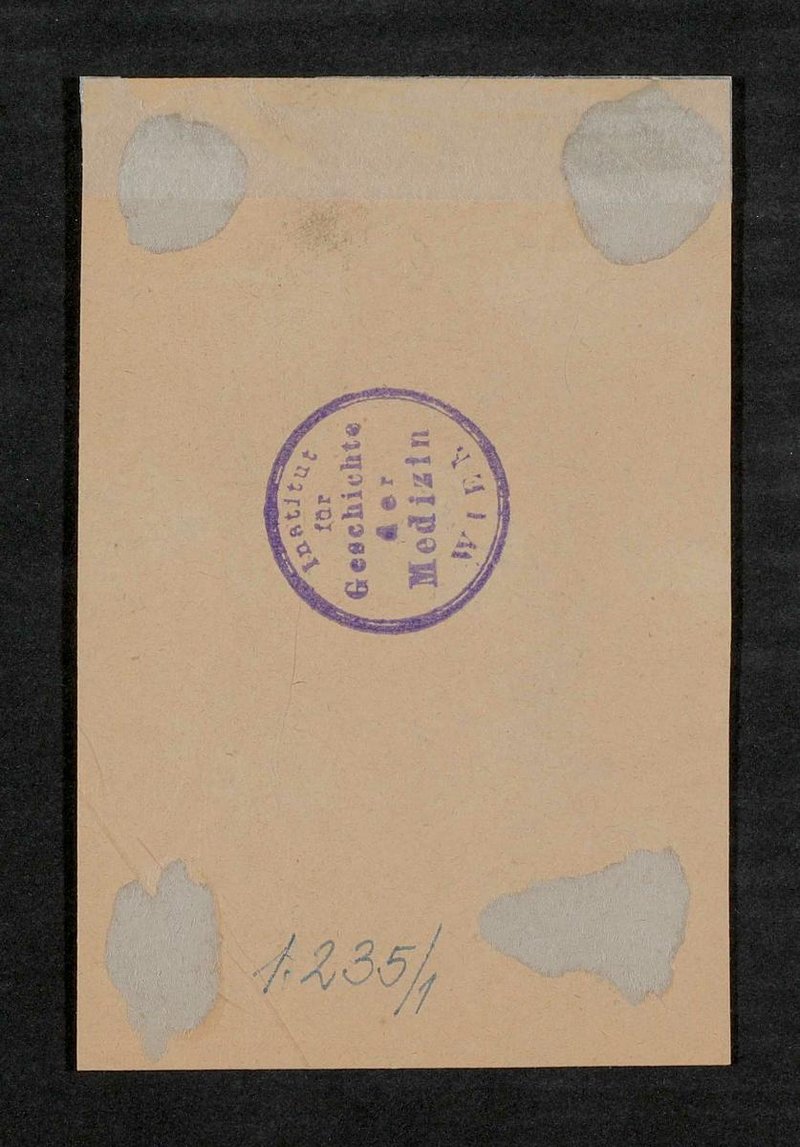 Institut
für
Geschichte
der
Medizin
WIEN
1.235/1